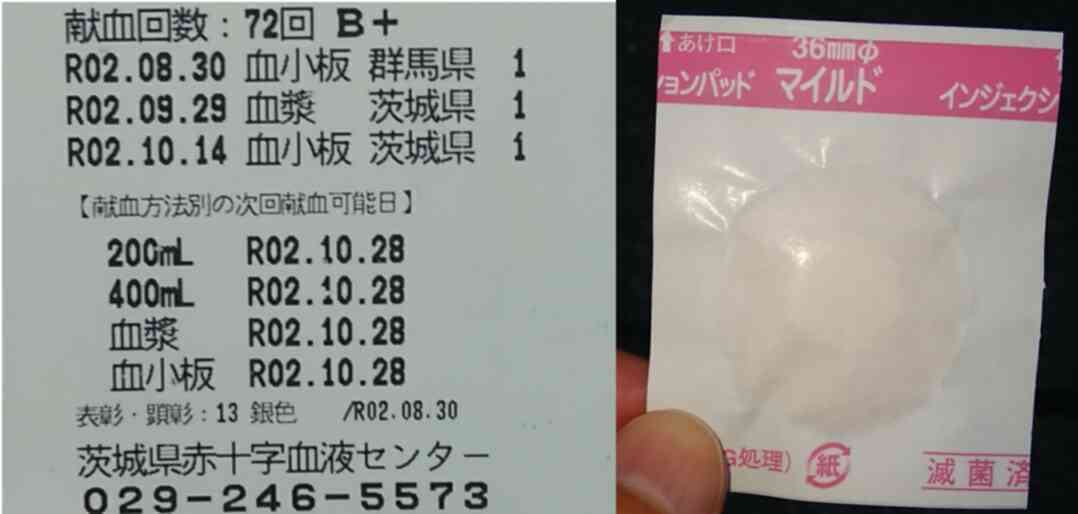 献血回数：72回 B+
R02.08.30 血小板 群馬県 1
R02.09.29 血漿 茨城県 1
R02.10.14 血小板 茨城県 1
【献血方法別の次回献血可能日】
200mL R02.10.28
400mL R02.10.28
血漿 R02.10.28
血小板 R02.10.28
表彰・顕彰：13 銀色 /R02.08.30
茨城県赤十字血液センター
029-246-5573
⬆あけ口 36mmφ
ションパッド マイルド インジェクシ
G処理) 紙 滅菌済